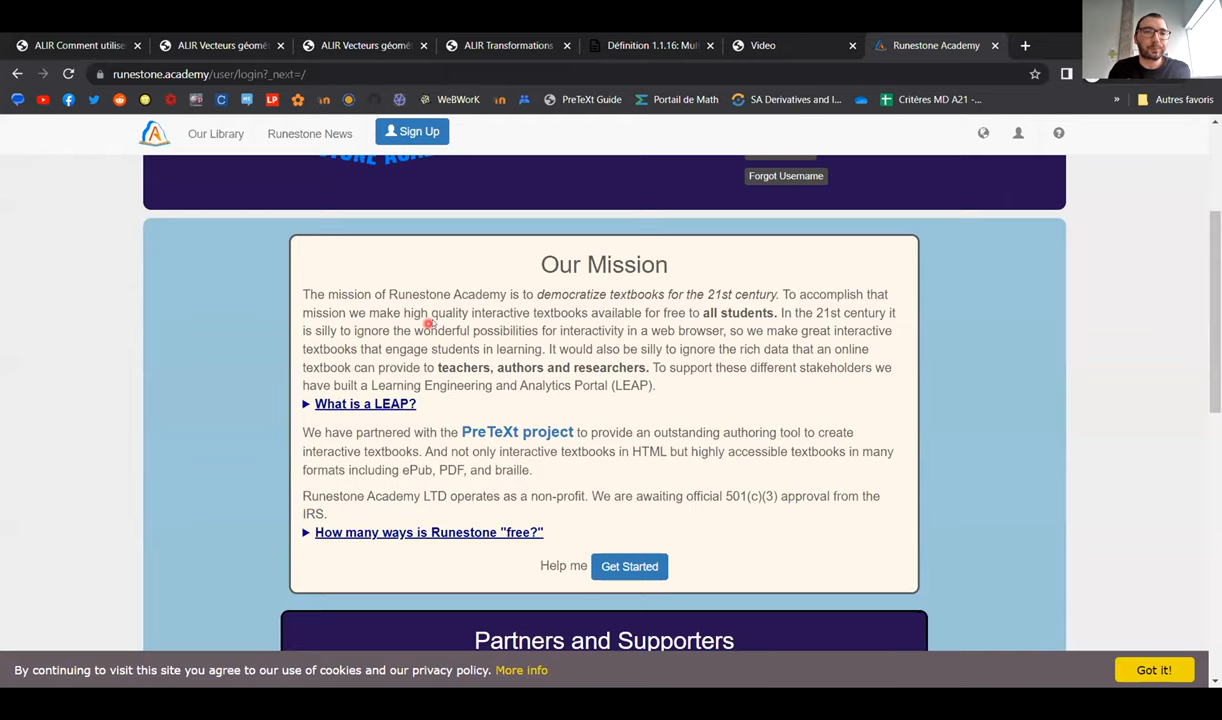 ALIR Comment utilise
ALIR Vecteurs géomé
ALIR Vecteurs géomé
ALIR Transformations
Définition 1.1.16: Mul
Video
Runestone Academy
runestone.academy/user/login?_next=/
WeBWorK
PreTeXt Guide
Portail de Math
SA Derivatives and I...
Critères MD A21 -...
»
Autres favoris
Our Library
Runestone News
Sign Up
Forgot Username
Our Mission
The mission of Runestone Academy is to democratize textbooks for the 21st century. To accomplish that
mission we make high quality interactive textbooks available for free to all students. In the 21st century it
is silly to ignore the wonderful possibilities for interactivity in a web browser, so we make great interactive
textbooks that engage students in learning. It would also be silly to ignore the rich data that an online
textbook can provide to teachers, authors and researchers. To support these different stakeholders we
have built a Learning Engineering and Analytics Portal (LEAP).
What is a LEAP?
We have partnered with the PreTeXt project to provide an outstanding authoring tool to create
interactive textbooks. And not only interactive textbooks in HTML but highly accessible textbooks in many
formats including ePub, PDF, and braille.
Runestone Academy LTD operates as a non-profit. We are awaiting official 501(c)(3) approval from the
IRS.
How many ways is Runestone "free?"
Help me Get Started
Partners and Supporters
By continuing to visit this site you agree to our use of cookies and our privacy policy. More info
Got it!